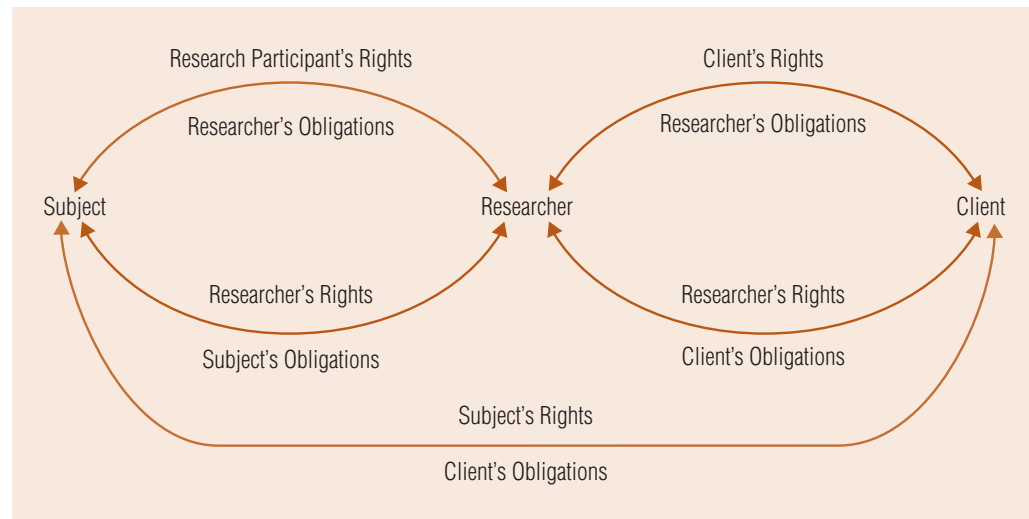 Research Participant’s Rights
Client’s Rights
Researcher’s Obligations
Researcher’s Obligations
Subject
Researcher
Client
Researcher’s Rights
Researcher’s Rights
Subject’s Obligations
Client’s Obligations
Subject’s Rights
Client’s Obligations